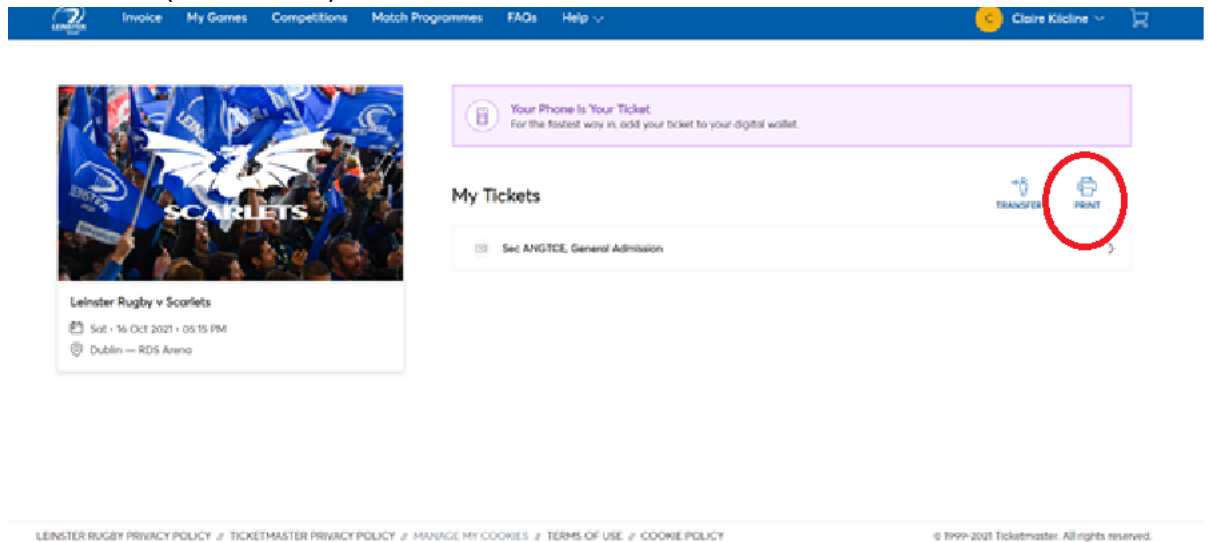 Invoice My Games Competitions Match Programmes FAQs Help C Claire Kilcline
LEINSTER
Your Phone Is Your Ticket
For the fastest way in, add your ticket to your digital wallet.
SCARLETS
My Tickets
TRANSFER PRINT
Sec ANGTCE, General Admission
Leinster Rugby v Scarlets
Sat • 16 Oct 2021 • 05:15 PM
Dublin — RDS Arena
LEINSTER RUGBY PRIVACY POLICY // TICKETMASTER PRIVACY POLICY // MANAGE MY COOKIES // TERMS OF USE // COOKIE POLICY
© 1999-2021 Ticketmaster. All rights reserved.